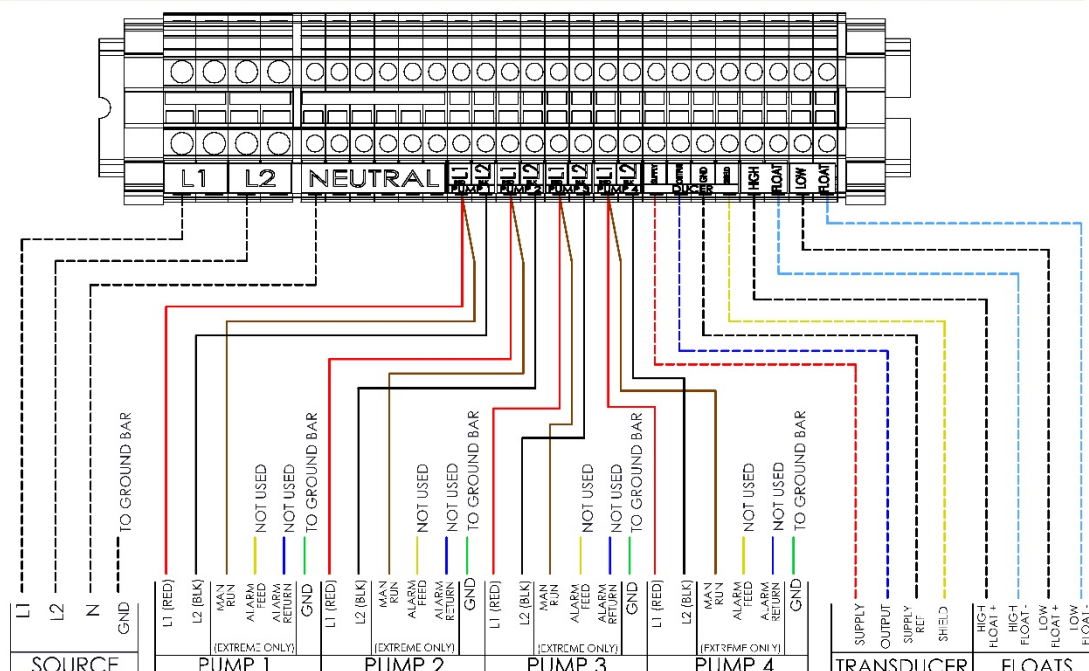 L1 L2 NEUTRAL L1 L2 L1 L2 L1 L2 L1 L2 SUPPLY GND HIGH FLOAT LOW FLOAT
PUMP 1 PUMP 2 PUMP 3 PUMP 4 DUCER
TO GROUND BAR
NOT USED
NOT USED
TO GROUND BAR
NOT USED
NOT USED
TO GROUND BAR
NOT USED
NOT USED
TO GROUND BAR
NOT USED
NOT USED
TO GROUND BAR
L1
L2
N
GND
SOURCE
L1 (RED)
L2 (BLK)
MAN
RUN
ALARM
FEED
ALARM
RETURN
GND
(EXTREME ONLY)
PUMP 1
L1 (RED)
L2 (BLK)
MAN
RUN
ALARM
FEED
ALARM
RETURN
GND
(EXTREME ONLY)
PUMP 2
L1 (RED)
L2 (BLK)
MAN
RUN
ALARM
FEED
ALARM
RETURN
GND
(EXTREME ONLY)
PUMP 3
L1 (RED)
L2 (BLK)
MAN
RUN
ALARM
FEED
ALARM
RETURN
GND
(EXTREME ONLY)
PUMP 4
SUPPLY
OUTPUT
SUPPLY
REF
SHIELD
TRANSDUCER
HIGH
FLOAT+
HIGH
FLOAT-
LOW
FLOAT+
LOW
FLOAT-
FLOATS